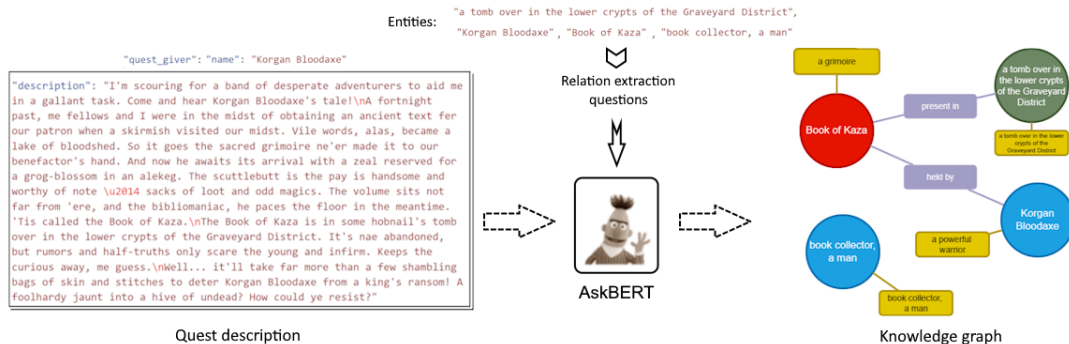 Entities:
"a tomb over in the lower crypts of the Graveyard District",
"Korgan Bloodaxe" , "Book of Kaza" , "book collector, a man"
Relation extraction
questions
"quest_giver": "name": "Korgan Bloodaxe"
"description": "I'm scouring for a band of desperate adventurers to aid me
in a gallant task. Come and hear Korgan Bloodaxe's tale!\nA fortnight
past, me fellows and I were in the midst of obtaining an ancient text fer
our patron when a skirmish visited our midst. Vile words, alas, became a
lake of bloodshed. So it goes the sacred grimoire ne'er made it to our
benefactor's hand. And now he awaits its arrival with a zeal reserved for
a grog-blossom in an alekeg. The scuttlebutt is the pay is handsome and
worthy of note \u2014 sacks of loot and odd magics. The volume sits not
far from 'ere, and the bibliomaniac, he paces the floor in the meantime.
'Tis called the Book of Kaza.\nThe Book of Kaza is in some hobnail's tomb
over in the lower crypts of the Graveyard District. It's nae abandoned,
but rumors and half-truths only scare the young and infirm. Keeps the
curious away, me guess.\nWell... it'll take far more than a few shambling
bags of skin and stitches to deter Korgan Bloodaxe from a king's ransom! A
foolhardy jaunt into a hive of undead? How could ye resist?"
Quest description
AskBERT
a grimoire
Book of Kaza
present in
a tomb over in
the lower crypts
of the Graveyard
District
a tomb over in the lower
crypts of the
Graveyard District
held by
Korgan
Bloodaxe
a powerful
warrior
book collector,
a man
book collector,
a man
Knowledge graph